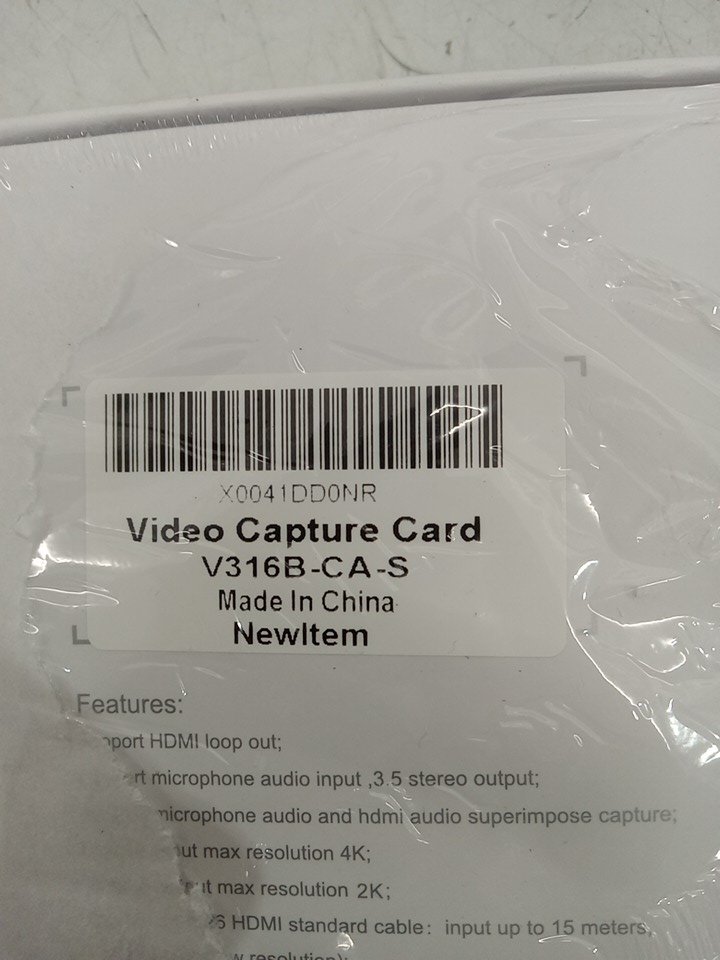 X0041DD0NR
Video Capture Card
V316B-CA-S
Made In China
NewItem
Features:
HDMI loop out;
microphone audio input ,3.5 stereo output;
microphone audio and hdmi audio superimpose capture;
max resolution 4K;
max resolution 2K;
HDMI standard cable: input up to 15 meters,
resolution);